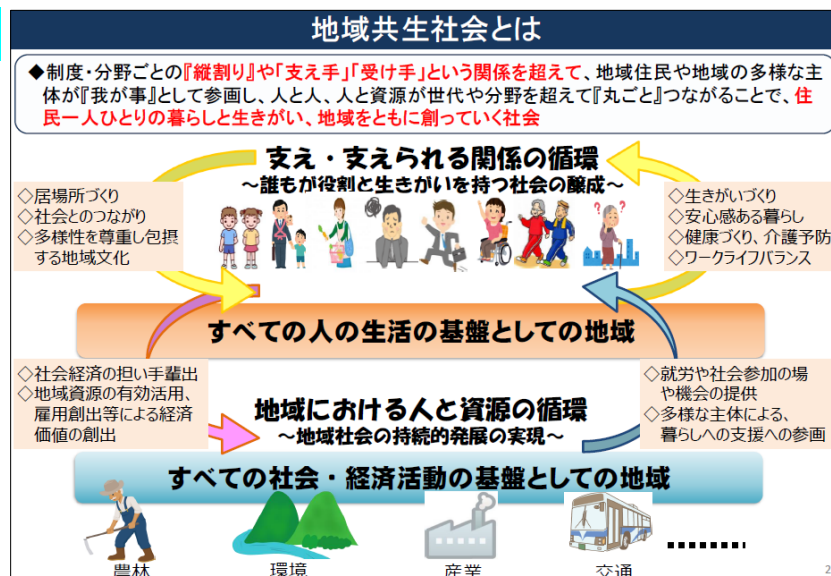 地域共生社会とは
◆制度・分野ごとの『縦割り』や「支え手」「受け手」という関係を超えて、地域住民や地域の多様な主
体が『我が事』として参画し、人と人、人と資源が世代や分野を超えて『丸ごと』つながることで、住
民一人ひとりの暮らしと生きがい、地域をともに創っていく社会
支え・支えられる関係の循環
～誰もが役割と生きがいを持つ社会の醸成～
◇居場所づくり
◇社会とのつながり
◇多様性を尊重し包摂
する地域文化
◇生きがいづくり
◇安心感ある暮らし
◇健康づくり、介護予防
◇ワークライフバランス
すべての人の生活の基盤としての地域
◇社会経済の担い手輩出
◇地域資源の有効活用、
雇用創出等による経済
価値の創出
地域における人と資源の循環
～地域社会の持続的発展の実現～
◇就労や社会参加の場
や機会の提供
◇多様な主体による、
暮らしへの支援への参画
すべての社会・経済活動の基盤としての地域
農林
環境
産業
交通
2